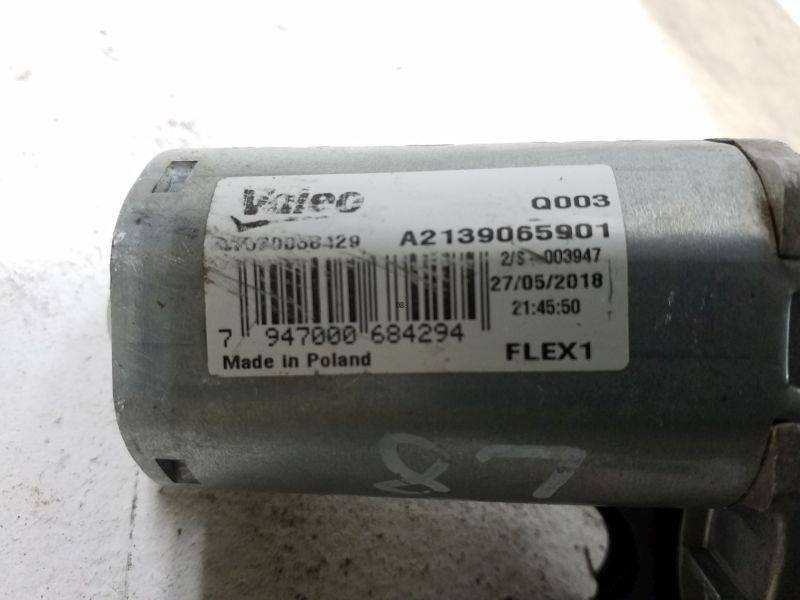 Valeo Q003
A2139065901
2/S - 003947
27/05/2018
21:45:50
7 947000 684294
Made in Poland FLEX1
87